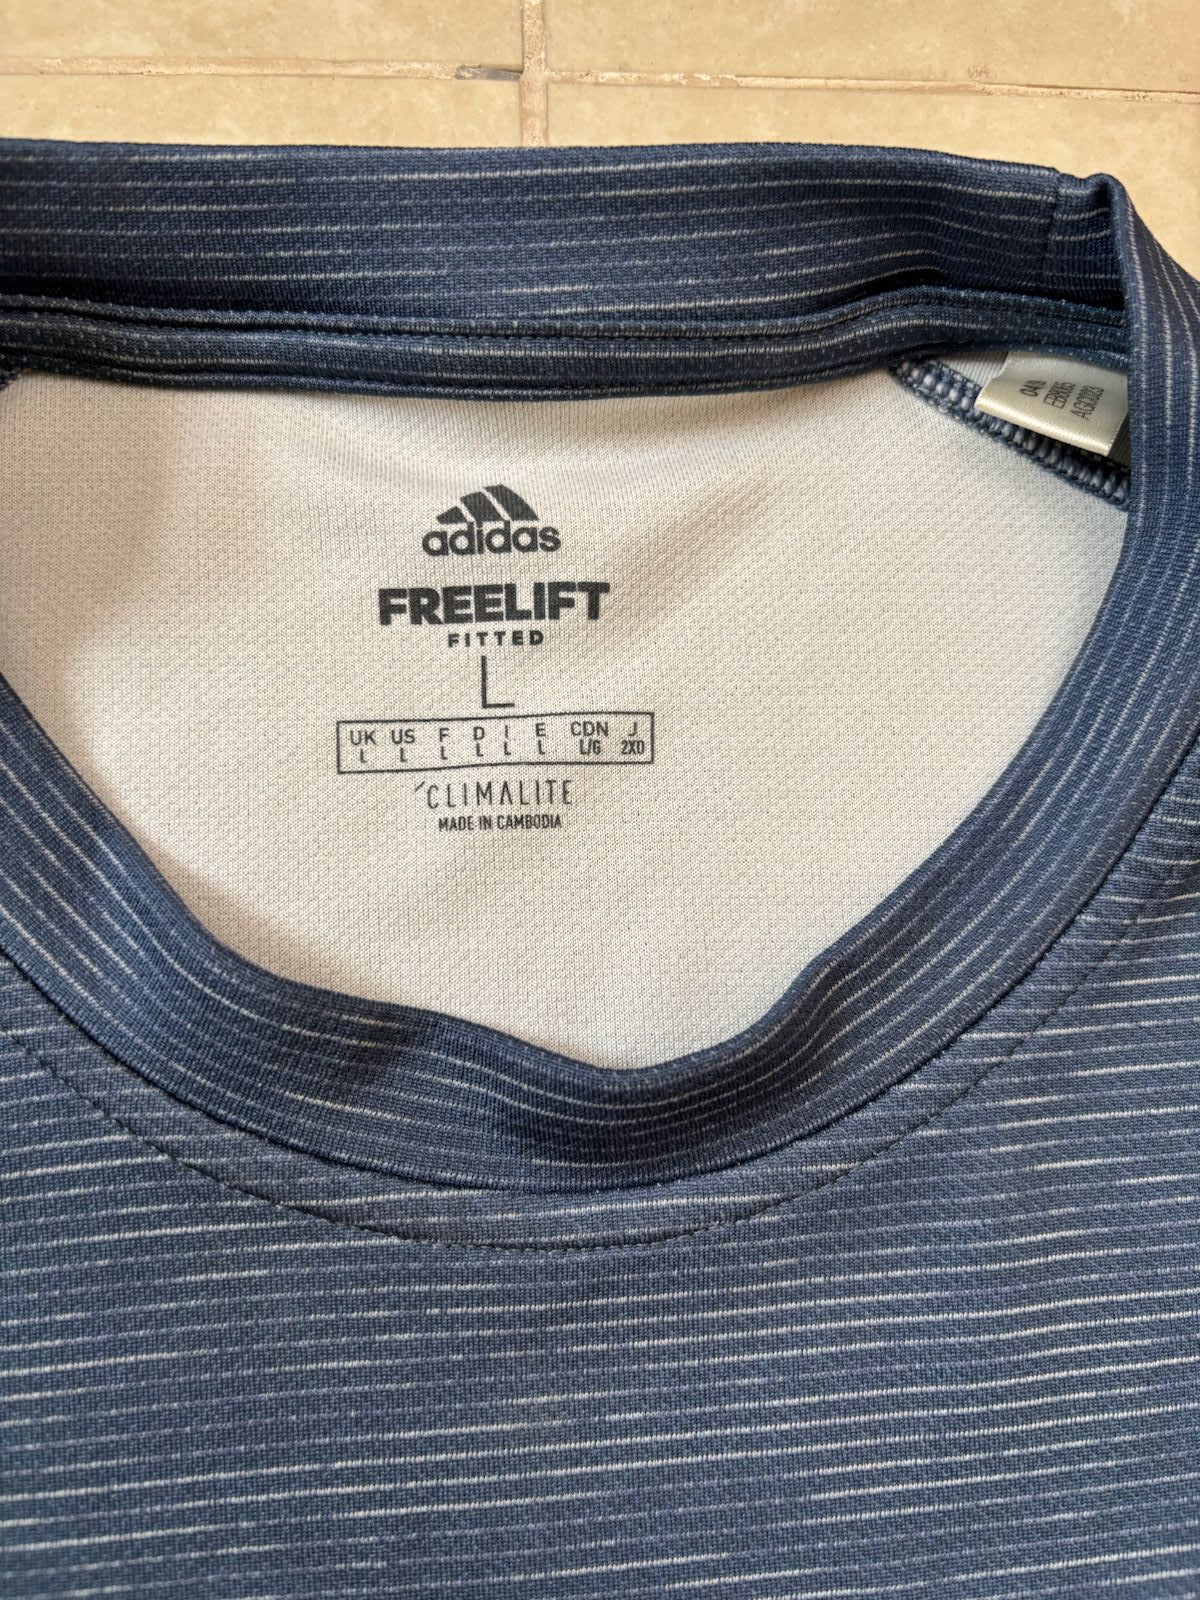 adidas
FREELIFT
FITTED
L
UK US F D I E CDN J
L L L L L L L/G 2XO
CLIMALITE
MADE IN CAMBODIA